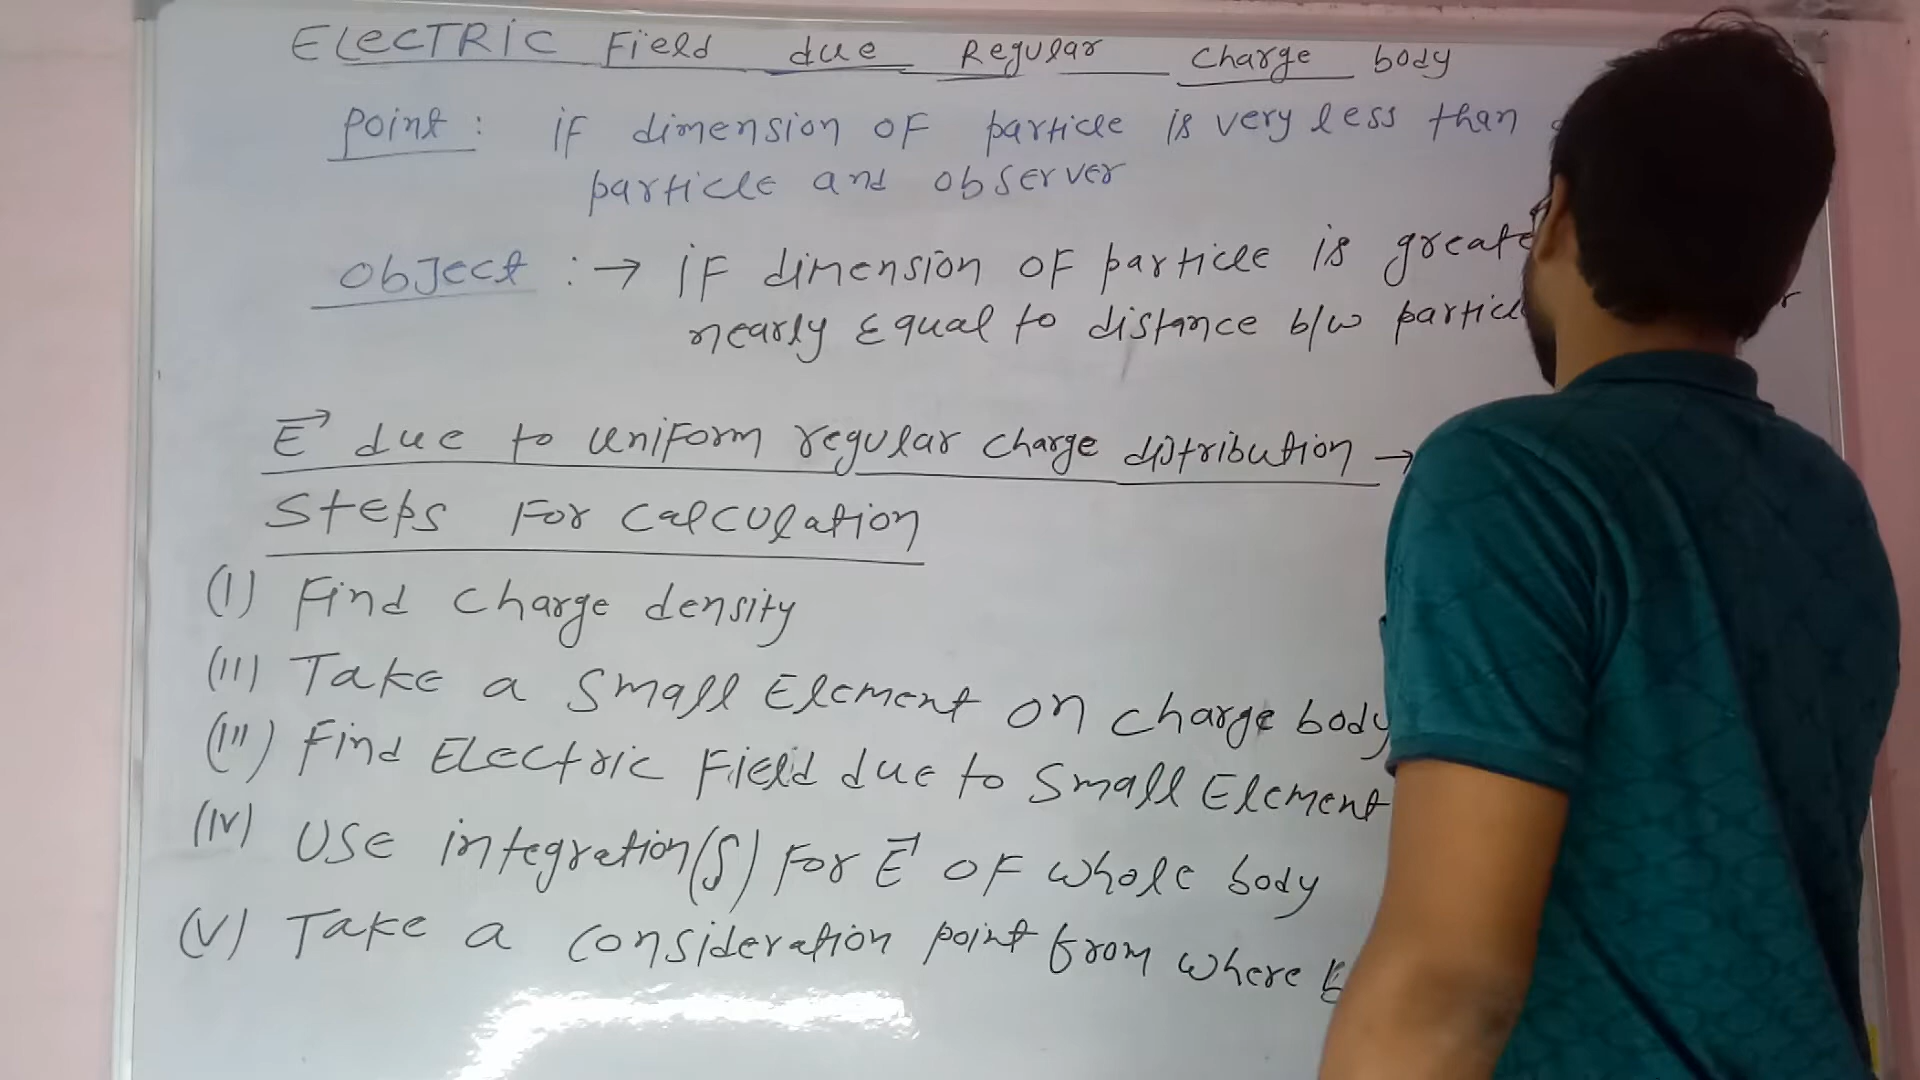 ELECTRIC Field due Regular charge body
point : if dimension of particle is very less than
particle and observer
object :→ if dimension of particle is
nearly Equal to distance b/w
E⃗ due to uniform regular charge distribution →
Steps For calculation
(I) Find charge density
(II) Take a small Element on charge body
(III) Find Electric Field due to small Element
(IV) USE integration (∫) For E⃗ of whole body
(V) Take a consideration point from where